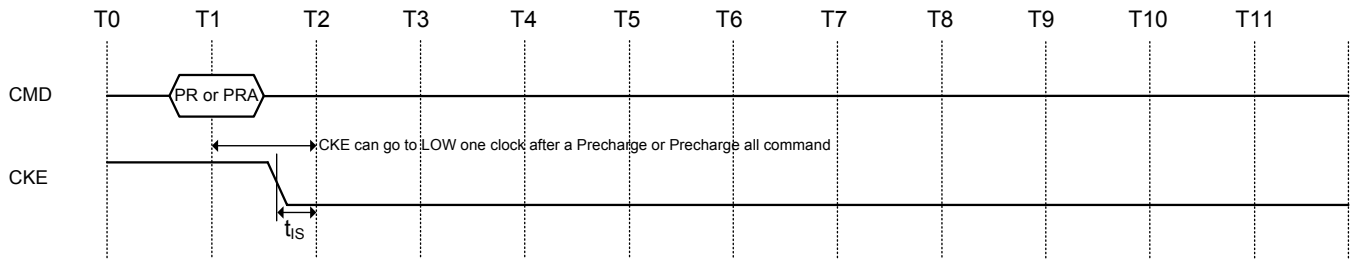 T0 T1 T2 T3 T4 T5 T6 T7 T8 T9 T10 T11
CMD PR or PRA
CKE can go to LOW one clock after a Precharge or Precharge all command
CKE
tIS